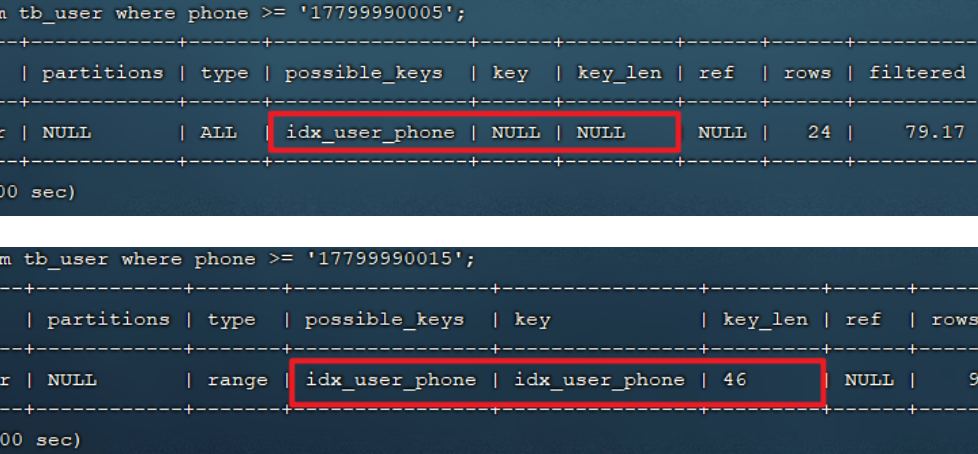 m tb_user where phone >= '17799990005';
--+------------+------+----------------+------+---------+------+------+----------
| partitions | type | possible_keys | key | key_len | ref | rows | filtered
--+------------+------+----------------+------+---------+------+------+----------
r | NULL | ALL | idx_user_phone | NULL | NULL | NULL | 24 | 79.17
--+------------+------+----------------+------+---------+------+------+----------
00 sec)
m tb_user where phone >= '17799990015';
--+------------+-------+----------------+----------------+---------+------+-----
| partitions | type | possible_keys | key | key_len | ref | rows
--+------------+-------+----------------+----------------+---------+------+-----
r | NULL | range | idx_user_phone | idx_user_phone | 46 | NULL | 9
--+------------+-------+----------------+----------------+---------+------+-----
00 sec)